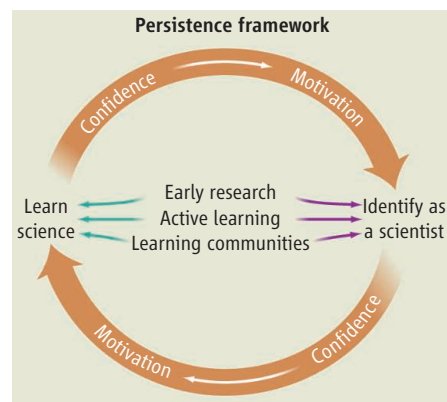 Persistence framework
Confidence
Motivation
Early research
Active learning
Learning communities
Learn
science
Identify as
a scientist
Motivation
Confidence